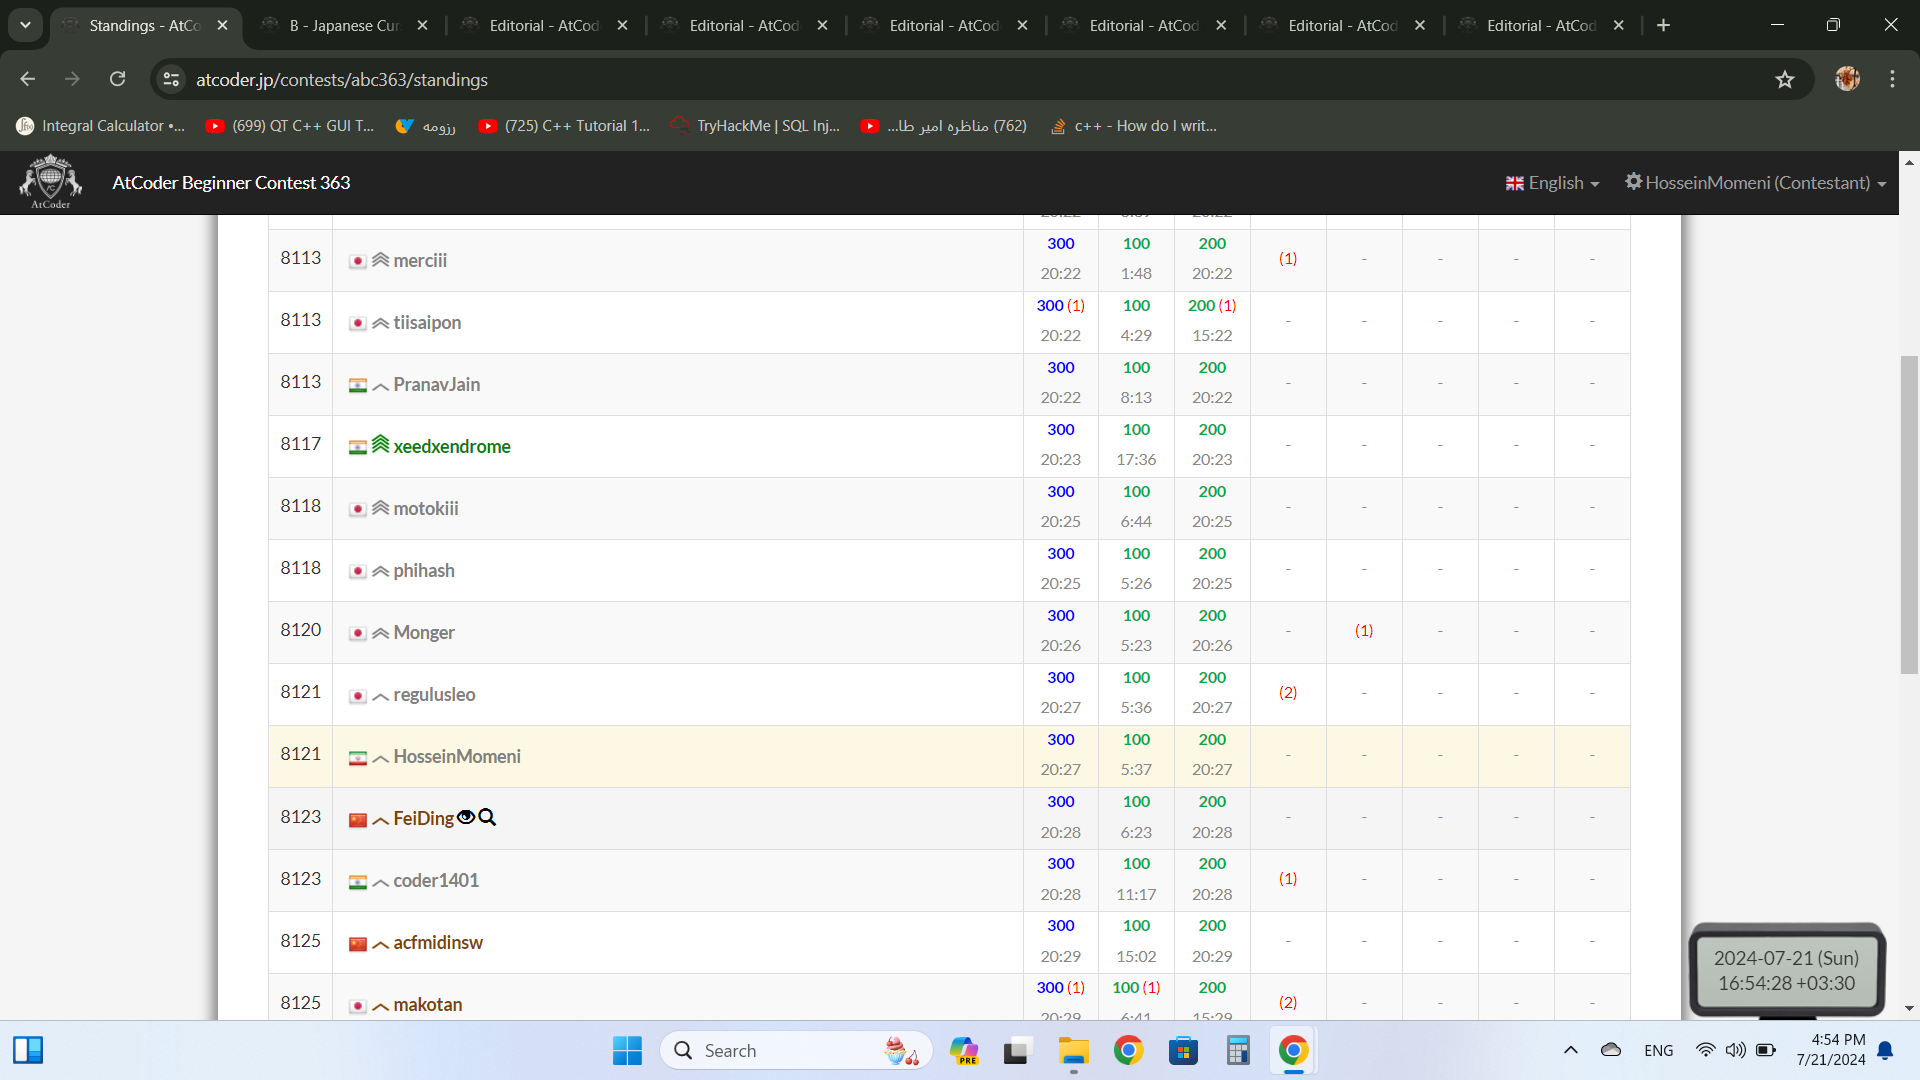 Standings - AtCo
B - Japanese Cur
Editorial - AtCod
Editorial - AtCod
Editorial - AtCod
Editorial - AtCod
Editorial - AtCod
Editorial - AtCod
atcoder.jp/contests/abc363/standings
Integral Calculator •...
(699) QT C++ GUI T...
رزومه
(725) C++ Tutorial 1...
TryHackMe | SQL Inj...
(762) مناظره امیر طا...
c++ - How do I writ...
AtCoder
AtCoder Beginner Contest 363
English
HosseinMomeni (Contestant)
8113 merciii 300 100 200 (1) - - - -
20:22 1:48 20:22
8113 tiisaipon 300 (1) 100 200 (1) - - - - -
20:22 4:29 15:22
8113 PranavJain 300 100 200 - - - - -
20:22 8:13 20:22
8117 xeedxendrome 300 100 200 - - - - -
20:23 17:36 20:23
8118 motokiii 300 100 200 - - - - -
20:25 6:44 20:25
8118 phihash 300 100 200 - - - - -
20:25 5:26 20:25
8120 Monger 300 100 200 - (1) - - -
20:26 5:23 20:26
8121 regulusleo 300 100 200 (2) - - - -
20:27 5:36 20:27
8121 HosseinMomeni 300 100 200 - - - - -
20:27 5:37 20:27
8123 FeiDing 300 100 200 - - - - -
20:28 6:23 20:28
8123 coder1401 300 100 200 (1) - - - -
20:28 11:17 20:28
8125 acfmidinsw 300 100 200 - - - - -
20:29 15:02 20:29
8125 makotan 300 (1) 100 (1) 200 (2) - - - -
20:29 6:41 15:29
2024-07-21 (Sun)
16:54:28 +03:30
Search
PRE
ENG
4:54 PM
7/21/2024